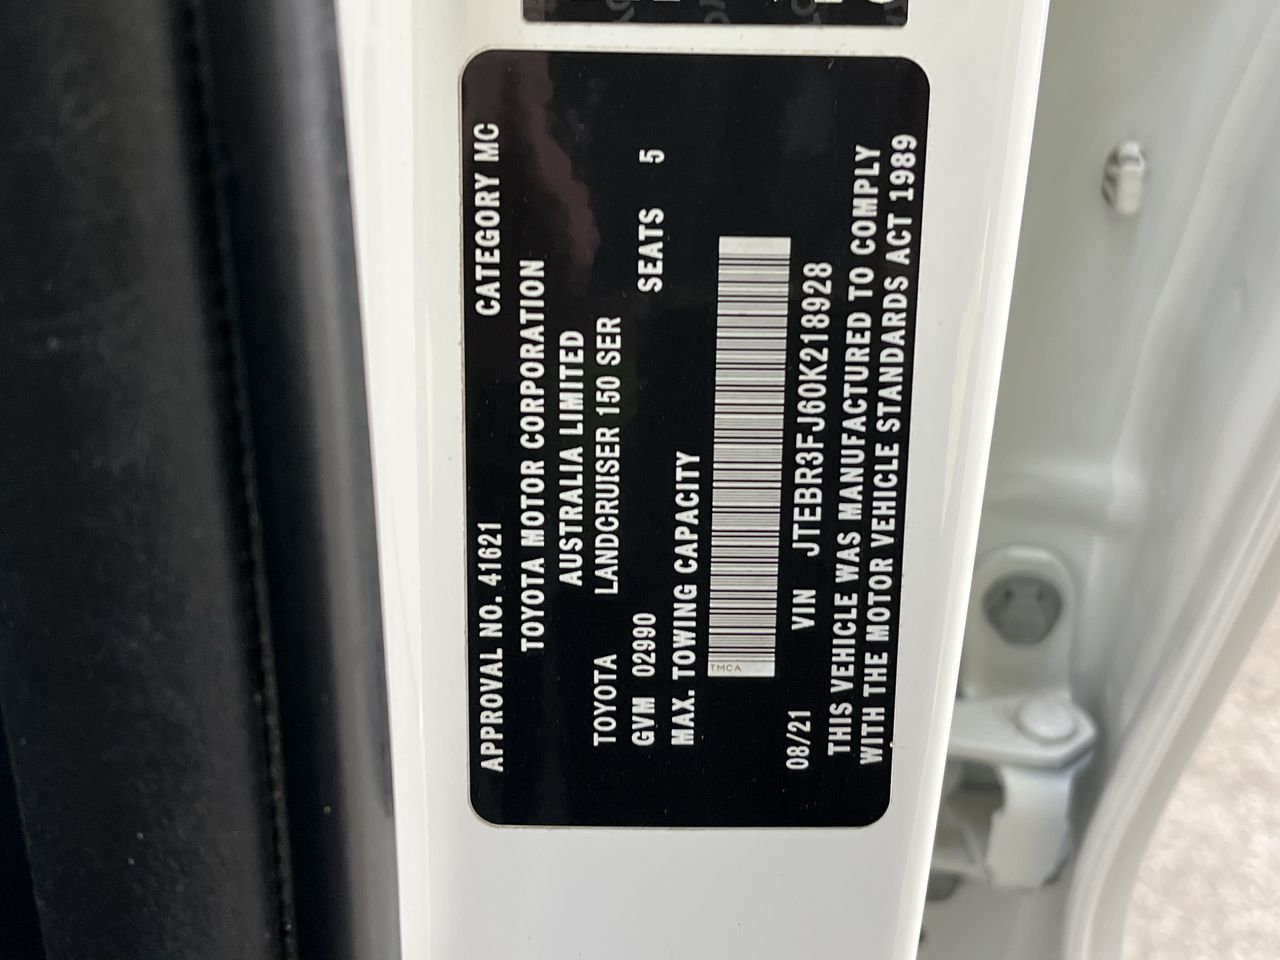 APPROVAL NO. 41621 CATEGORY MC
TOYOTA MOTOR CORPORATION
AUSTRALIA LIMITED
TOYOTA LANDCRUISER 150 SER
GVM 02990 SEATS 5
MAX. TOWING CAPACITY
TMCA
08/21 VIN JTEBR3FJ60K218928
THIS VEHICLE WAS MANUFACTURED TO COMPLY
WITH THE MOTOR VEHICLE STANDARDS ACT 1989